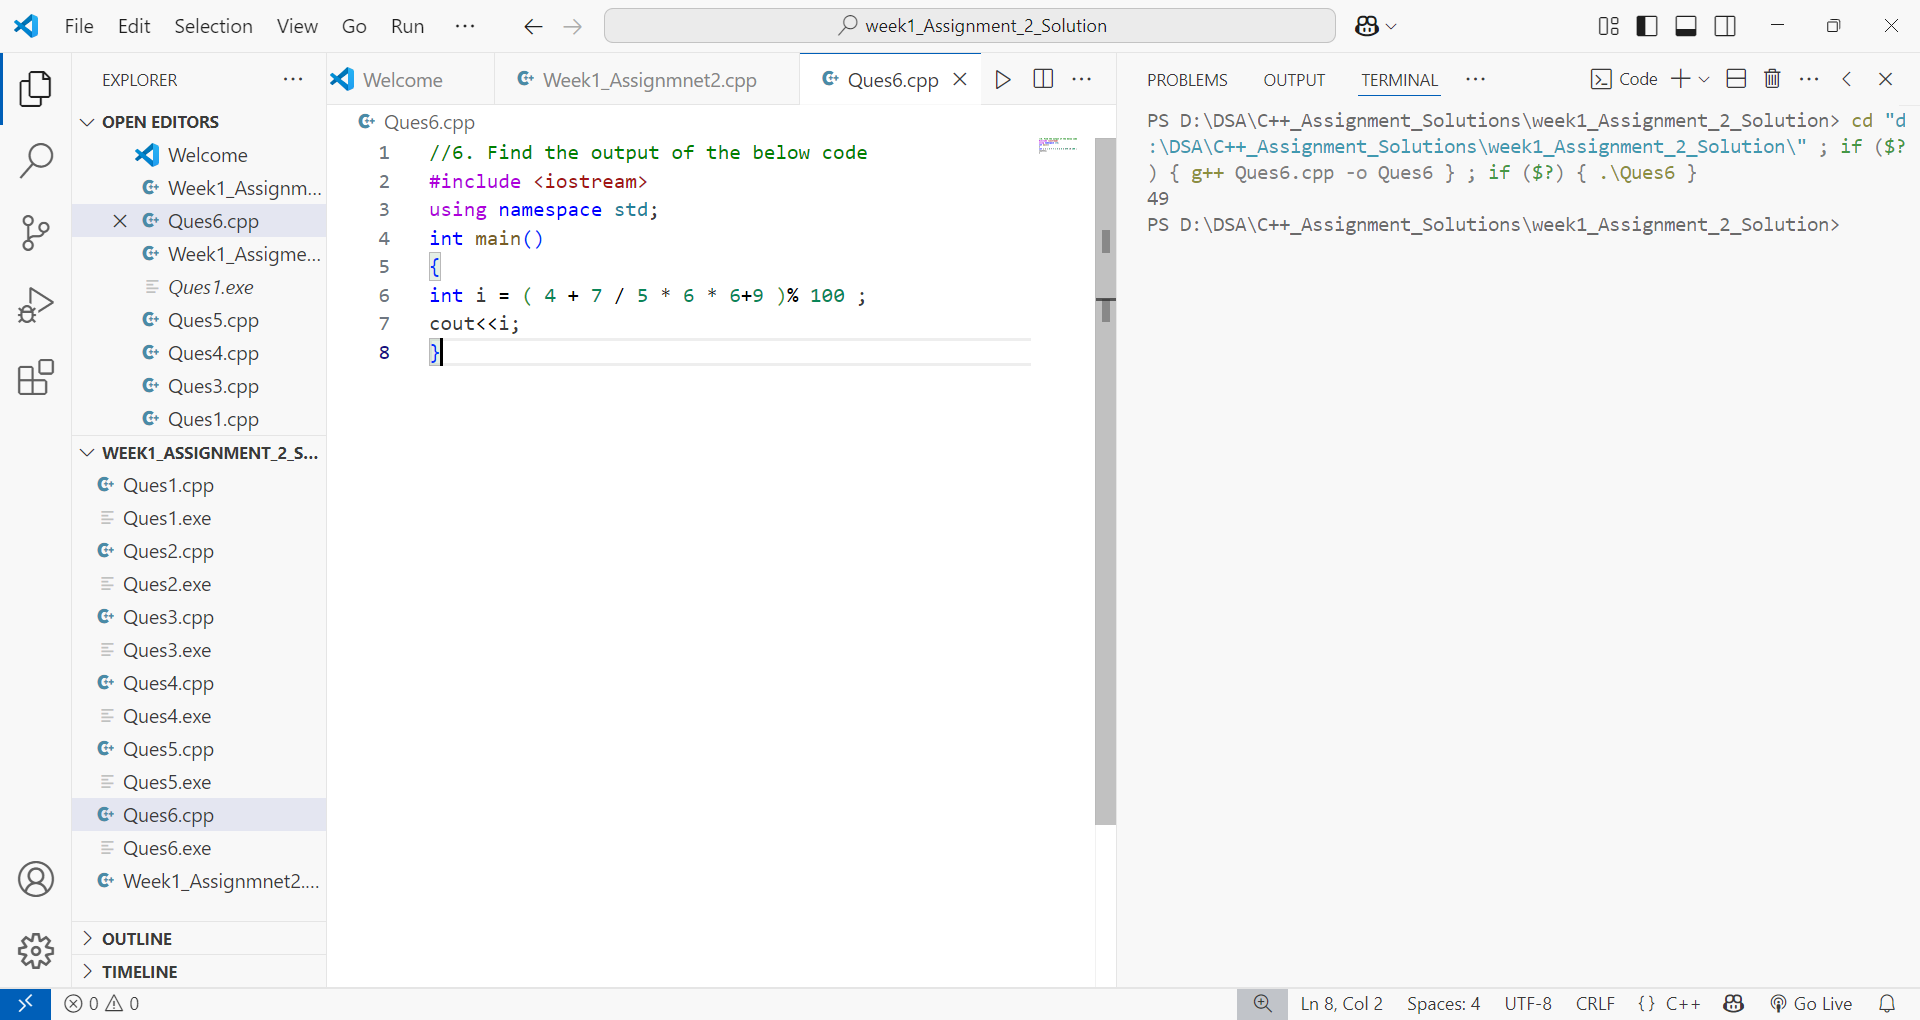 File Edit Selection View Go Run ··· week1_Assignment_2_Solution
EXPLORER ···
OPEN EDITORS
Welcome
Week1_Assignm...
Ques6.cpp
Week1_Assigme...
Ques1.exe
Ques5.cpp
Ques4.cpp
Ques3.cpp
Ques1.cpp
WEEK1_ASSIGNMENT_2_S...
Ques1.cpp
Ques1.exe
Ques2.cpp
Ques2.exe
Ques3.cpp
Ques3.exe
Ques4.cpp
Ques4.exe
Ques5.cpp
Ques5.exe
Ques6.cpp
Ques6.exe
Week1_Assignmnet2....
OUTLINE
TIMELINE
Welcome Week1_Assignmnet2.cpp Ques6.cpp
Ques6.cpp
1 //6. Find the output of the below code
2 #include <iostream>
3 using namespace std;
4 int main()
5 {
6 int i = ( 4 + 7 / 5 * 6 * 6+9 )% 100 ;
7 cout<<i;
8 }
PROBLEMS OUTPUT TERMINAL ··· Code
PS D:\DSA\C++_Assignment_Solutions\week1_Assignment_2_Solution> cd "d
:\DSA\C++_Assignment_Solutions\week1_Assignment_2_Solution\" ; if ($?
) { g++ Ques6.cpp -o Ques6 } ; if ($?) { .\Ques6 }
49
PS D:\DSA\C++_Assignment_Solutions\week1_Assignment_2_Solution>
0 0 Ln 8, Col 2 Spaces: 4 UTF-8 CRLF {} C++ Go Live